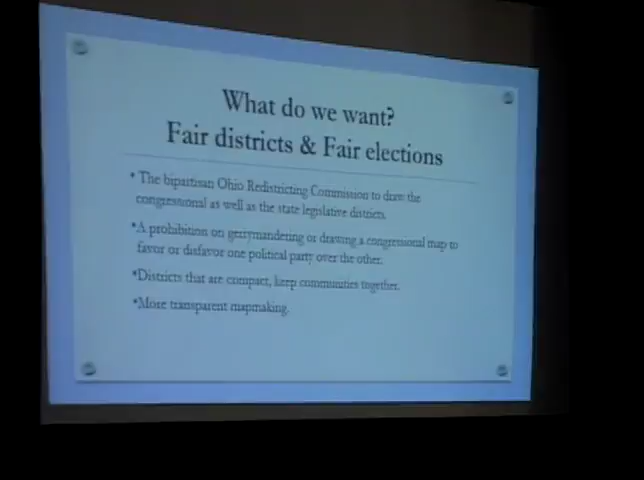 What do we want?
Fair districts & Fair elections
• The bipartisan Ohio Redistricting Commission to draw the
congressional as well as the state legislative districts.
•A prohibition on gerrymandering or drawing a congressional map to
favor or disfavor one political party over the other.
•Districts that are compact, keep communities together.
•More transparent mapmaking.